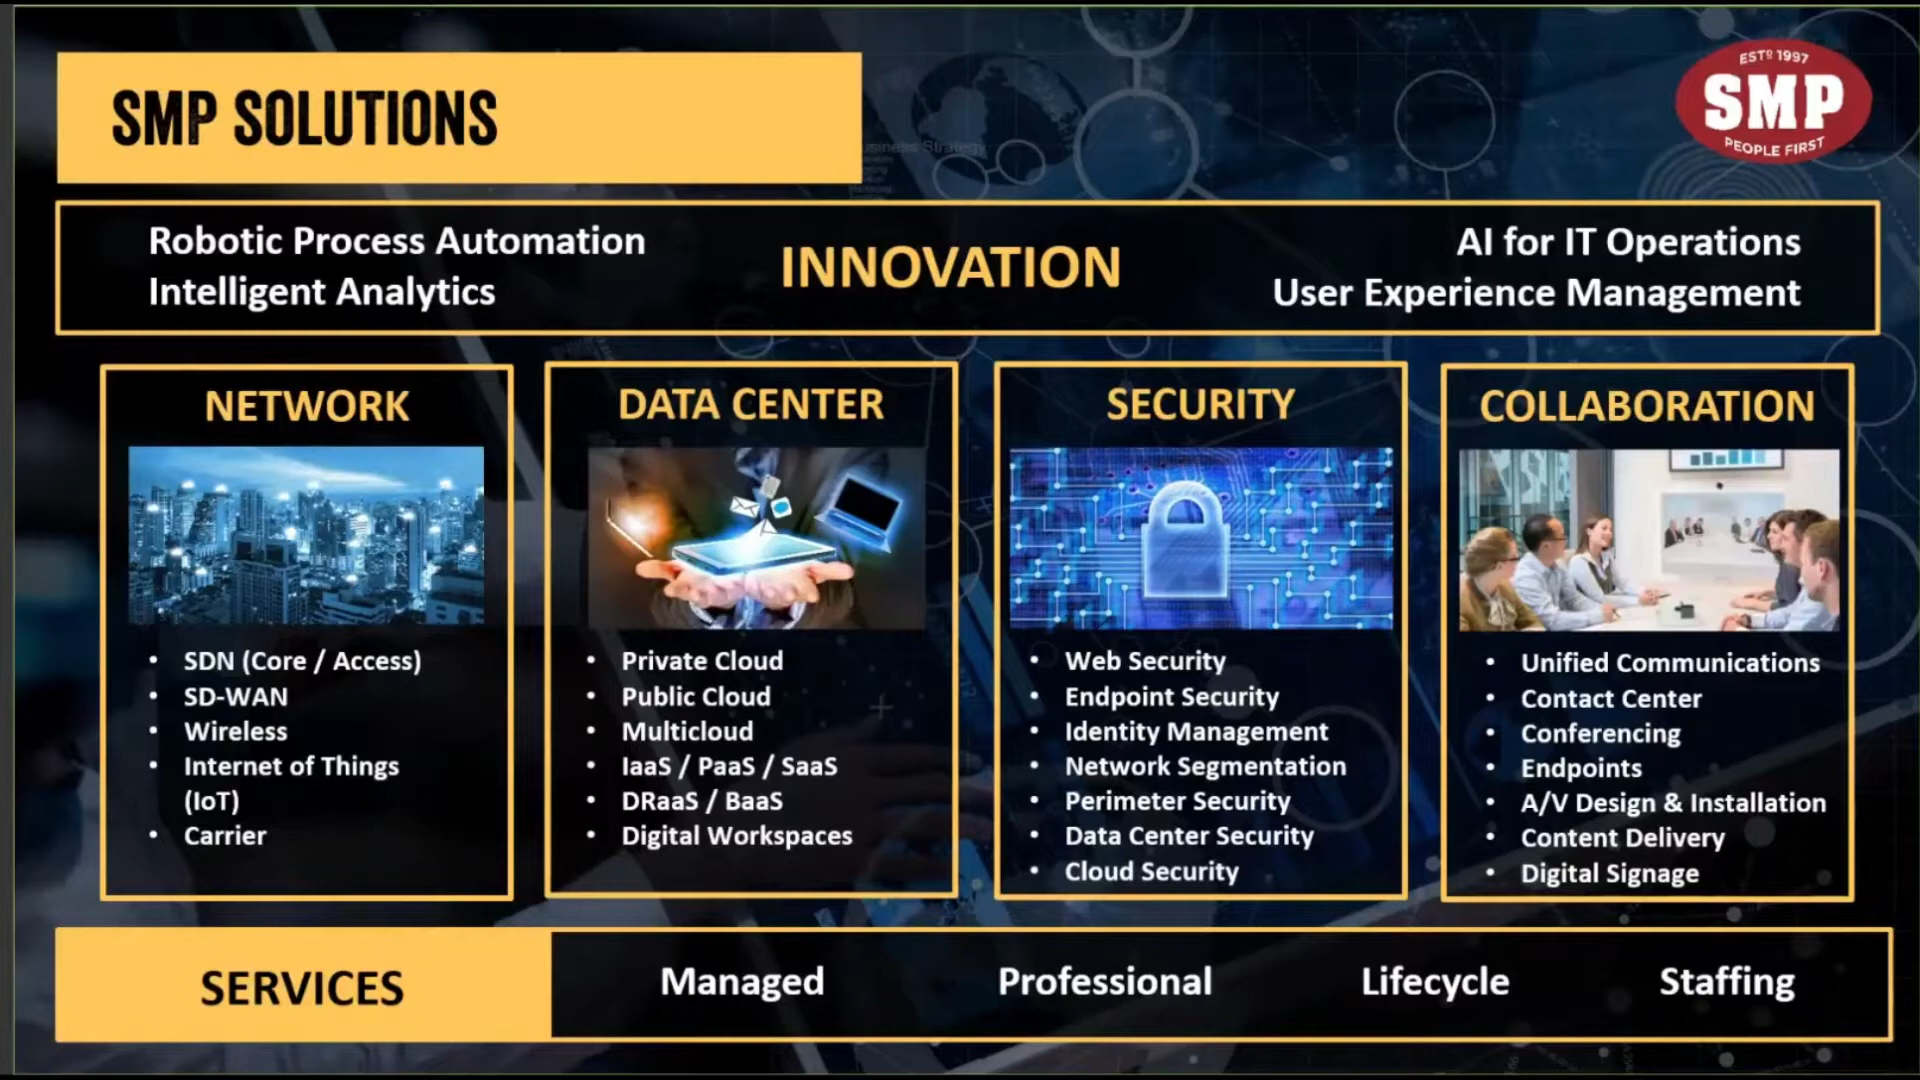 SMP SOLUTIONS
ESTD 1997
SMP
PEOPLE FIRST
Business Strategy
Robotic Process Automation
Intelligent Analytics
INNOVATION
AI for IT Operations
User Experience Management
NETWORK
SDN (Core / Access)
SD-WAN
Wireless
Internet of Things
(IoT)
Carrier
DATA CENTER
Private Cloud
Public Cloud
Multicloud
IaaS / PaaS / SaaS
DRaaS / BaaS
Digital Workspaces
SECURITY
Web Security
Endpoint Security
Identity Management
Network Segmentation
Perimeter Security
Data Center Security
Cloud Security
COLLABORATION
Unified Communications
Contact Center
Conferencing
Endpoints
A/V Design & Installation
Content Delivery
Digital Signage
SERVICES
Managed
Professional
Lifecycle
Staffing